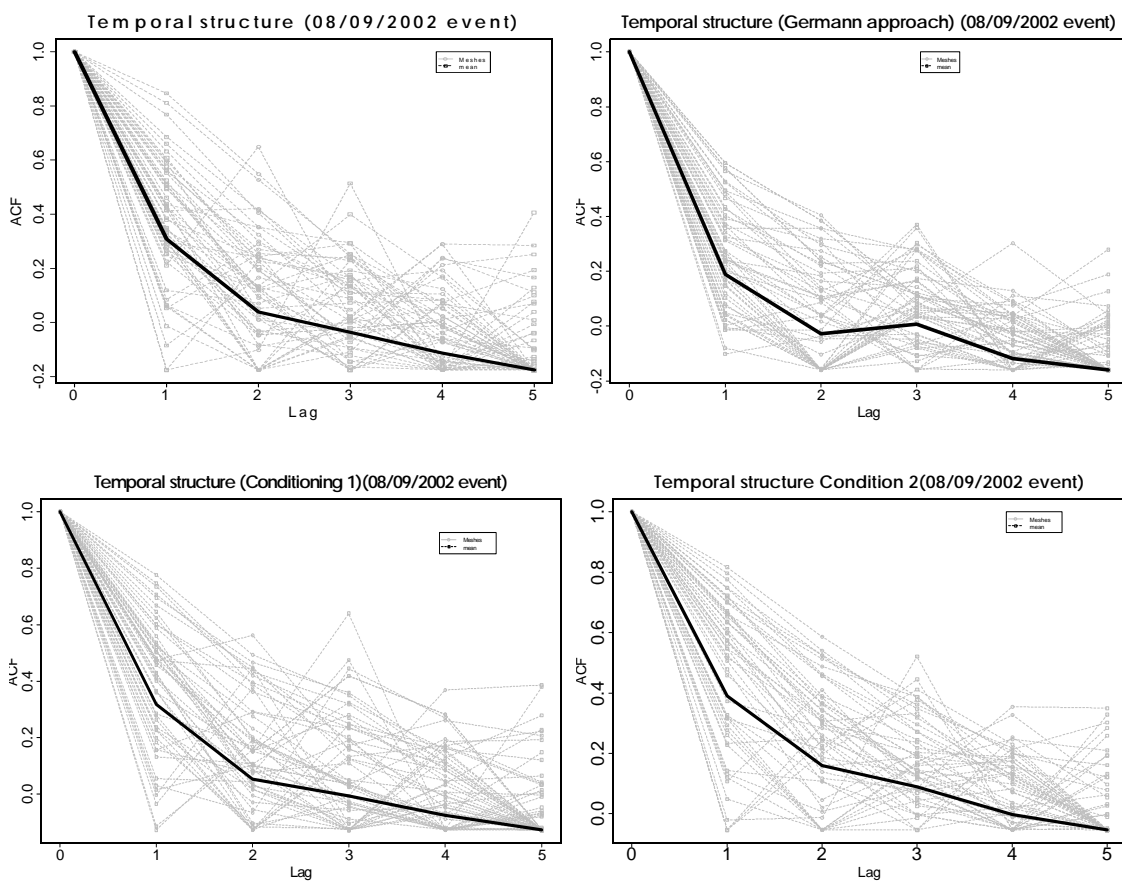 Temporal structure (08/09/2002 event)
Meshes
mean
1.0
0.8
0.6
0.4
0.2
0.0
-0.2
ACF
0 1 2 3 4 5
Lag
Temporal structure (Germann approach) (08/09/2002 event)
Meshes
mean
1.0
0.8
0.6
0.4
0.2
0.0
-0.2
ACF
0 1 2 3 4 5
Lag
Temporal structure (Conditioning 1)(08/09/2002 event)
Meshes
mean
1.0
0.8
0.6
0.4
0.2
0.0
ACF
0 1 2 3 4 5
Lag
Temporal structure Condition 2(08/09/2002 event)
Meshes
mean
1.0
0.8
0.6
0.4
0.2
0.0
ACF
0 1 2 3 4 5
Lag